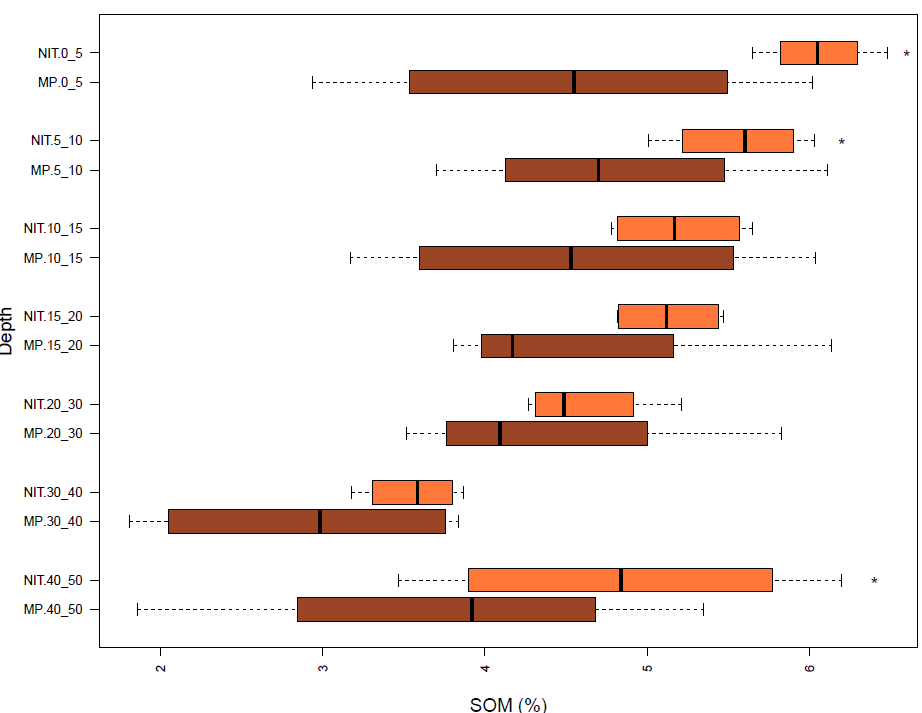 NIT.0_5
*
MP.0_5
NIT.5_10
*
MP.5_10
NIT.10_15
MP.10_15
NIT.15_20
Depth
MP.15_20
NIT.20_30
MP.20_30
NIT.30_40
MP.30_40
NIT.40_50
*
MP.40_50
2 3 4 5 6
SOM (%)